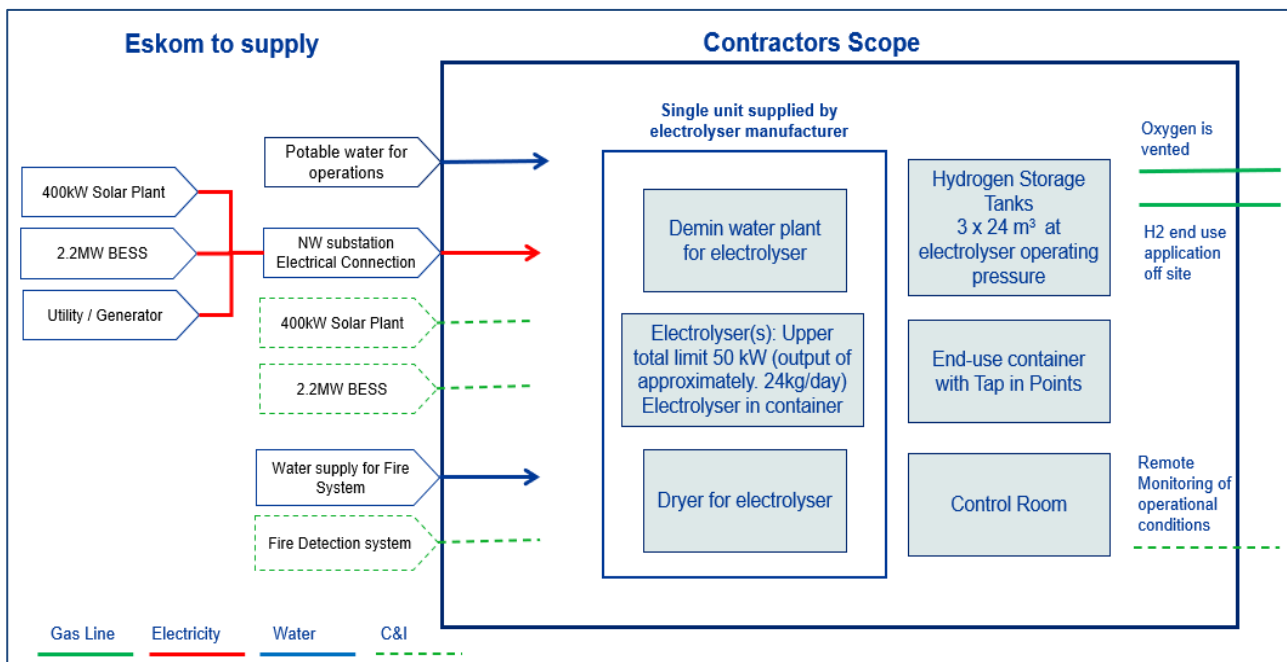 Eskom to supply
Contractors Scope
Single unit supplied by
electrolyser manufacturer
Potable water for
operations
400kW Solar Plant
2.2MW BESS
Utility / Generator
NW substation
Electrical Connection
400kW Solar Plant
2.2MW BESS
Water supply for Fire
System
Fire Detection system
Demin water plant
for electrolyser
Electrolyser(s): Upper
total limit 50 kW (output of
approximately. 24kg/day)
Electrolyser in container
Dryer for electrolyser
Hydrogen Storage
Tanks
3 x 24 m³ at
electrolyser operating
pressure
End-use container
with Tap in Points
Control Room
Oxygen is
vented
H2 end use
application
off site
Remote
Monitoring of
operational
conditions
Gas Line
Electricity
Water
C&I